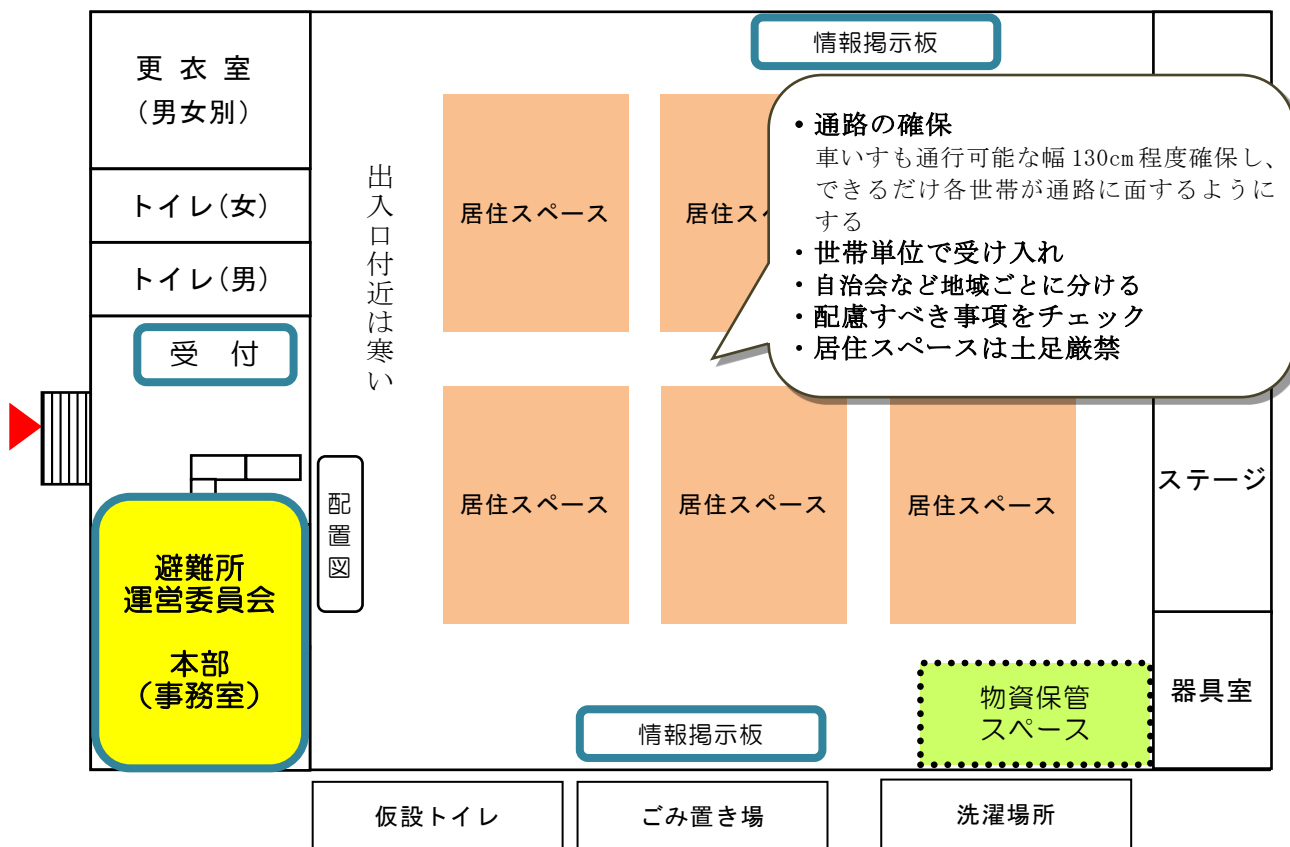 情報掲示板
更衣室
（男女別）
・通路の確保
車いすも通行可能な幅130cm程度確保し、
できるだけ各世帯が通路に面するように
する
・世帯単位で受け入れ
・自治会など地域ごとに分ける
・配慮すべき事項をチェック
・居住スペースは土足厳禁
出入口付近は寒い
トイレ(女)
居住スペース
居住スペ
トイレ(男)
受付
配置図
居住スペース
居住スペース
居住スペース
ステージ
避難所
運営委員会
本部
（事務室）
物資保管
スペース
器具室
情報掲示板
仮設トイレ
ごみ置き場
洗濯場所